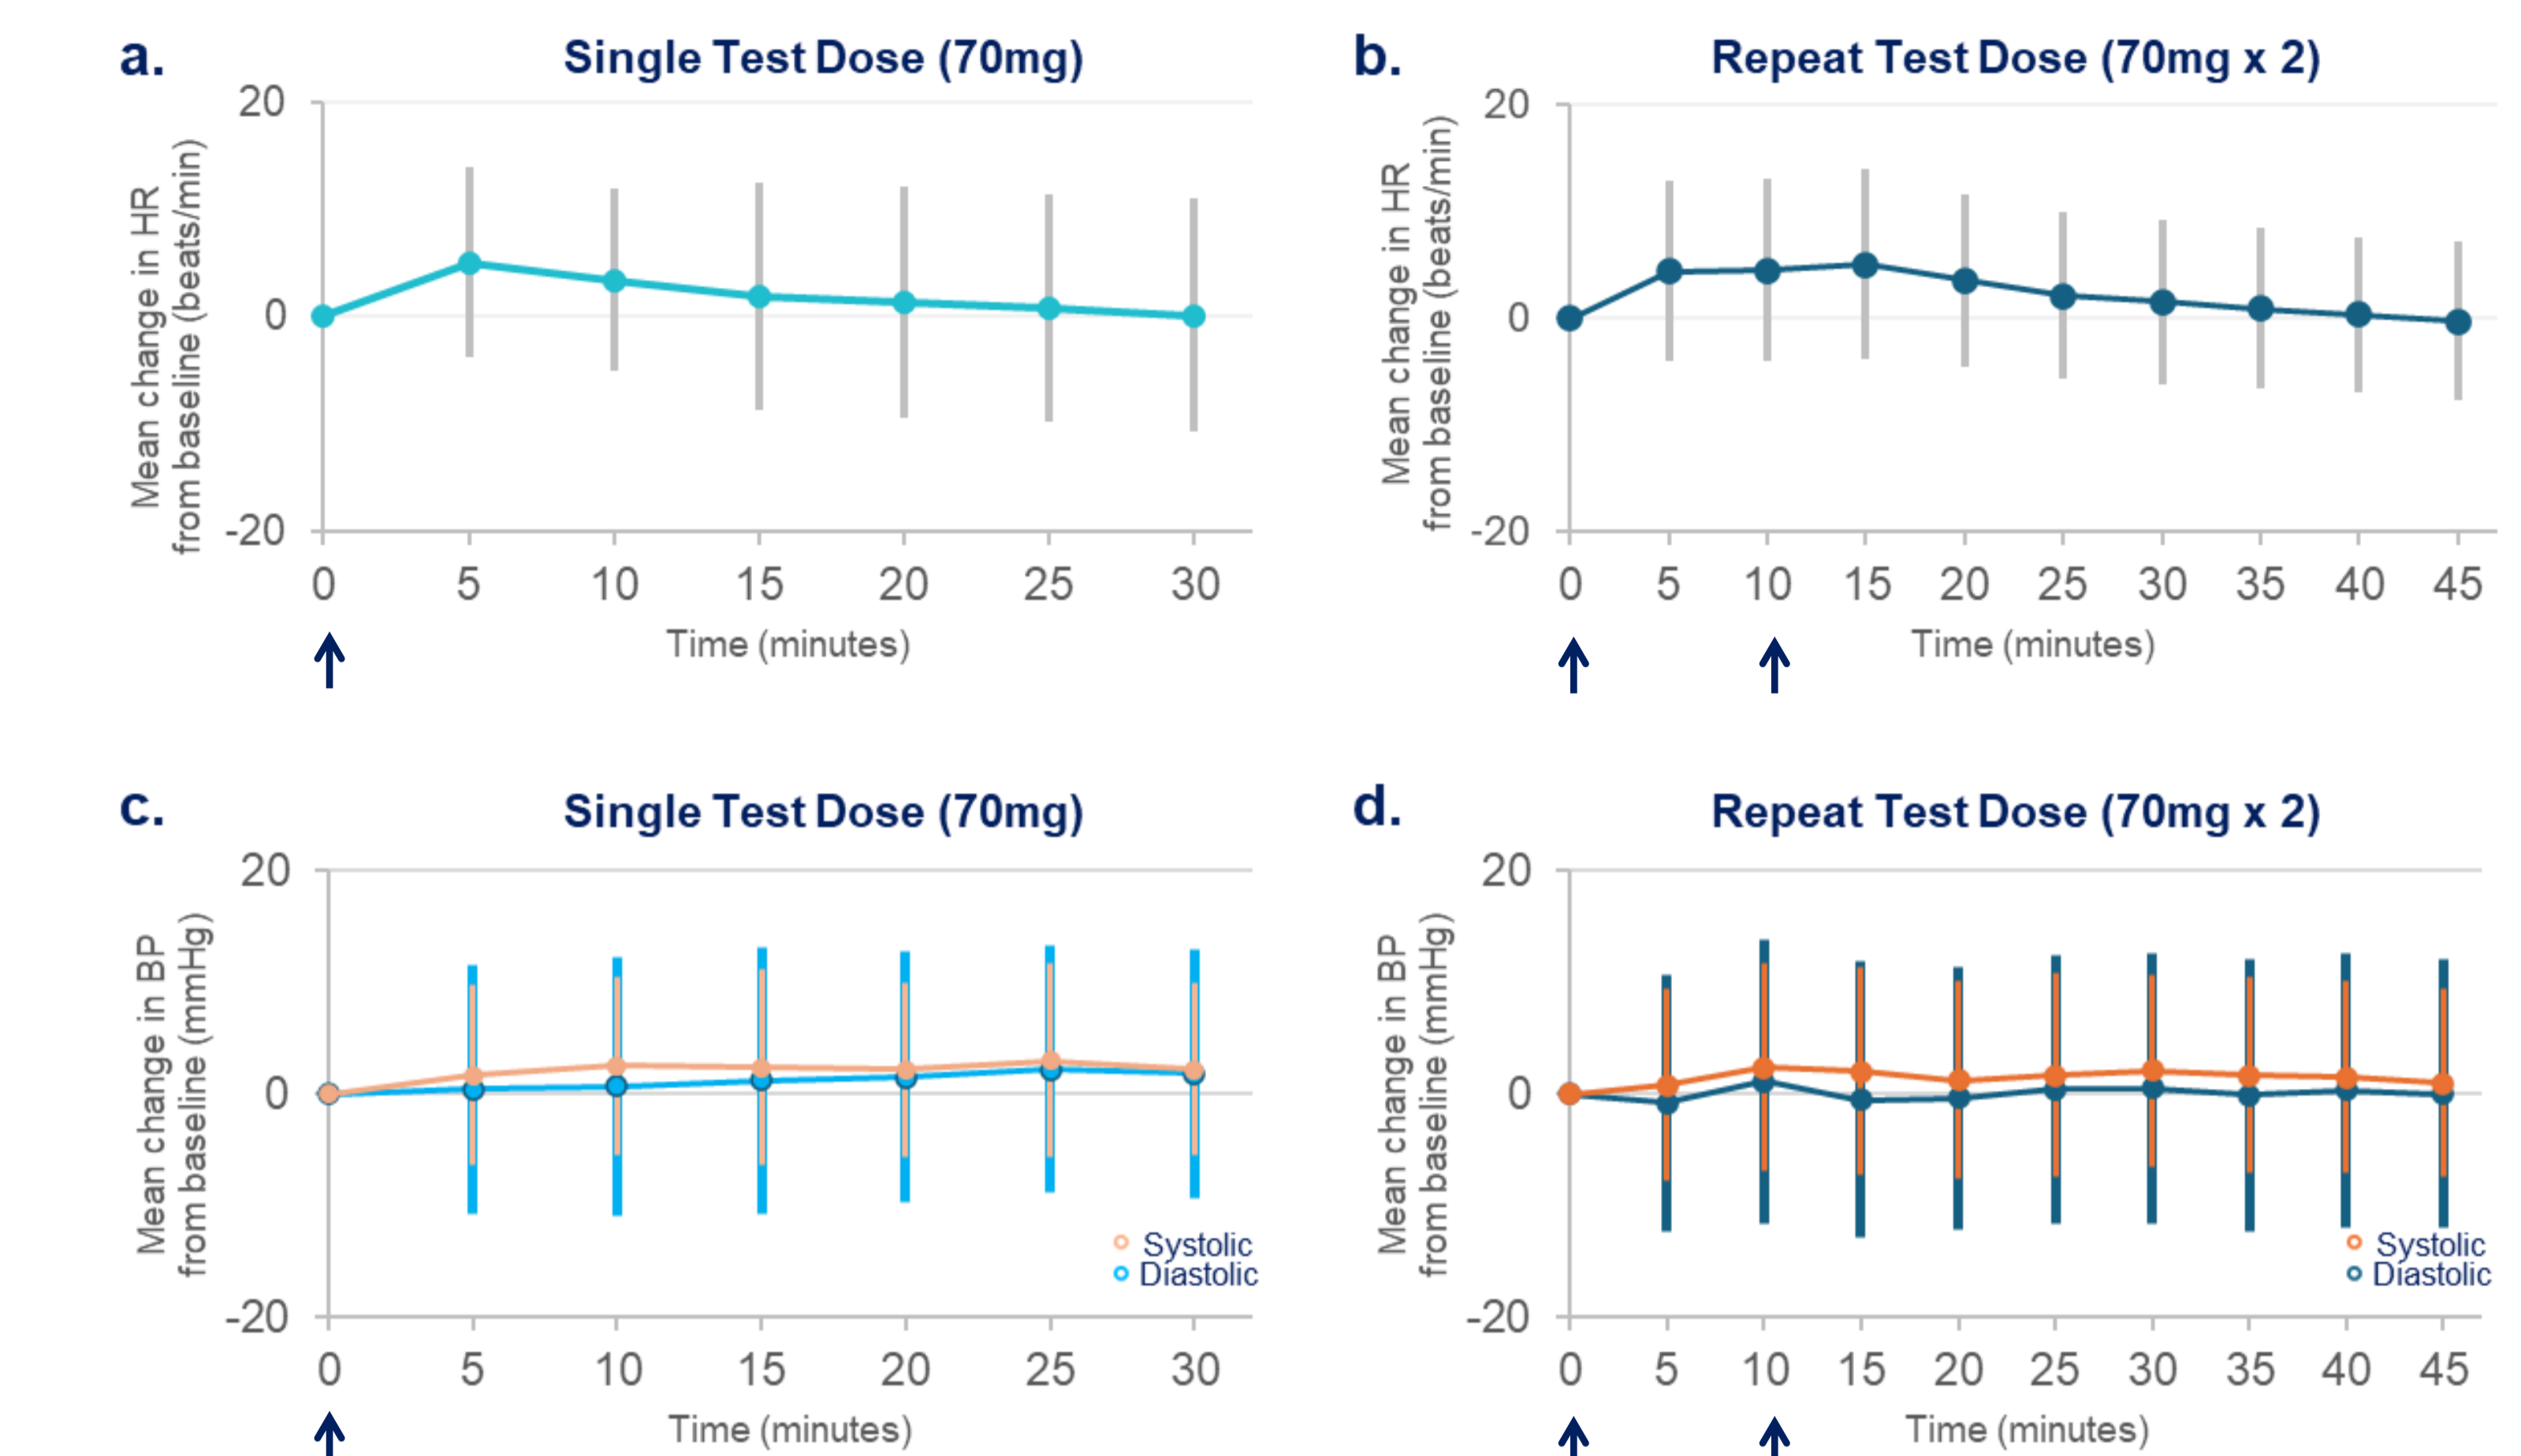 a.
Single Test Dose (70mg)
20
0
-20
Mean change in HR
from baseline (beats/min)
0 5 10 15 20 25 30
Time (minutes)
b.
Repeat Test Dose (70mg x 2)
20
0
-20
Mean change in HR
from baseline (beats/min)
0 5 10 15 20 25 30 35 40 45
Time (minutes)
c.
Single Test Dose (70mg)
20
0
-20
Mean change in BP
from baseline (mmHg)
Systolic
Diastolic
0 5 10 15 20 25 30
Time (minutes)
d.
Repeat Test Dose (70mg x 2)
20
0
-20
Mean change in BP
from baseline (mmHg)
Systolic
Diastolic
0 5 10 15 20 25 30 35 40 45
Time (minutes)